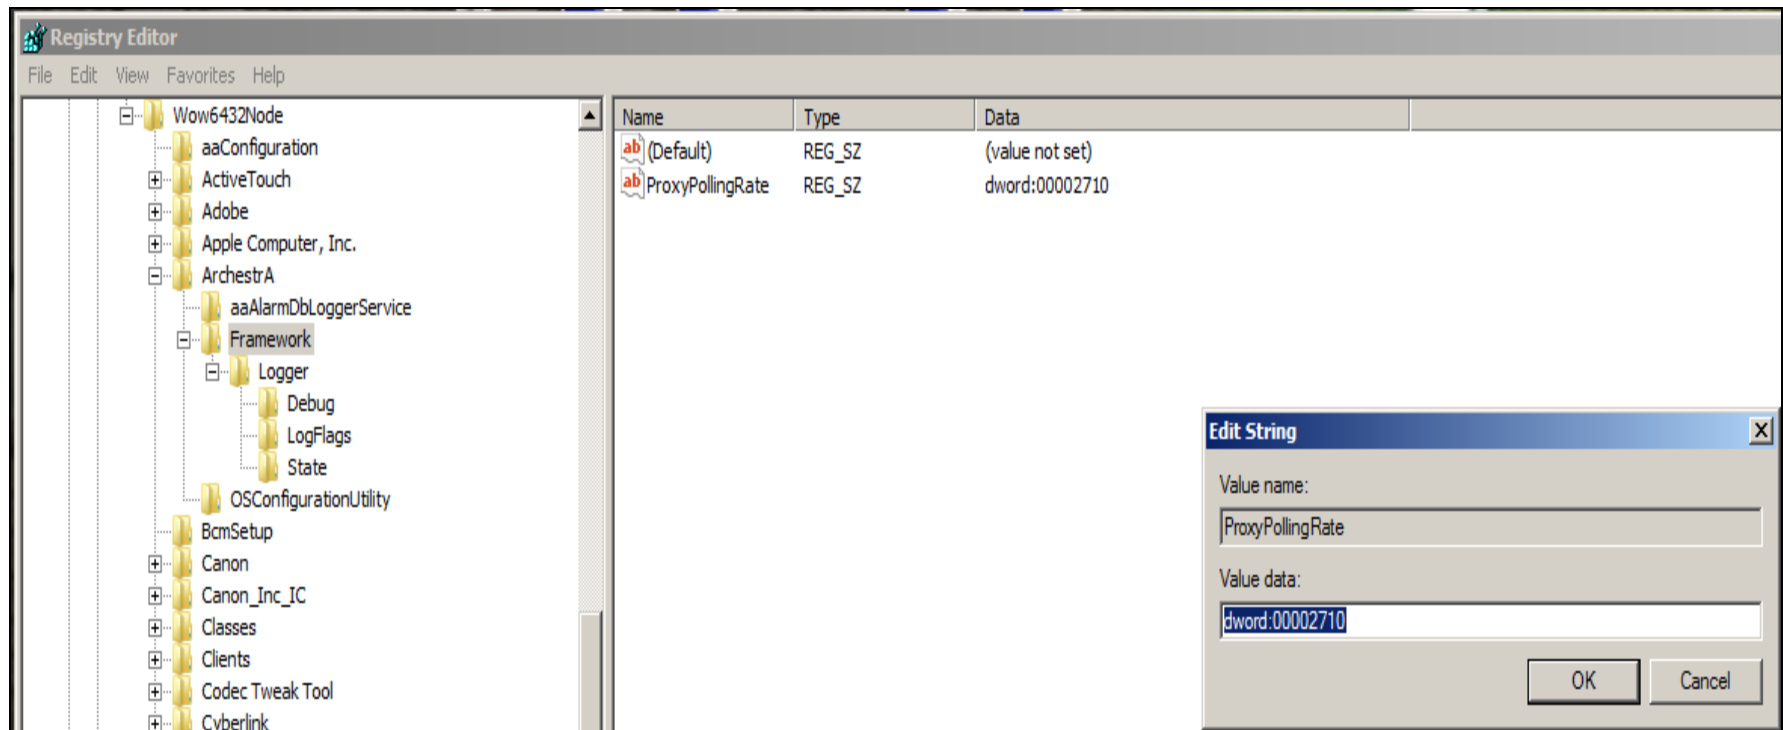 Registry Editor
File Edit View Favorites Help
Wow6432Node
aaConfiguration
ActiveTouch
Adobe
Apple Computer, Inc.
ArchestrA
aaAlarmDbLoggerService
Framework
Logger
Debug
LogFlags
State
OSConfigurationUtility
BcmSetup
Canon
Canon_Inc_IC
Classes
Clients
Codec Tweak Tool
Cyberlink
Name Type Data
ab (Default) REG_SZ (value not set)
ab ProxyPollingRate REG_SZ dword:00002710
Edit String
Value name:
ProxyPollingRate
Value data:
dword:00002710
OK Cancel